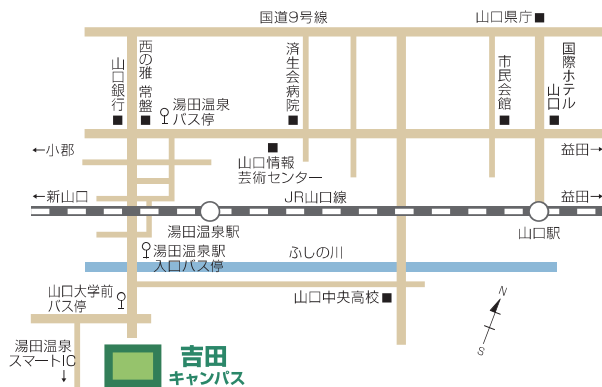 国道9号線
山口県庁
山口銀行
西の雅 常盤
湯田温泉
バス停
済生会病院
市民会館
国際ホテル
山口
←小郡
益田→
山口情報
芸術センター
←新山口
JR山口線
益田→
湯田温泉駅
山口駅
湯田温泉駅
入口バス停
ふしの川
山口大学前
バス停
山口中央高校
N
S
湯田温泉
スマートIC
↓
吉田
キャンパス